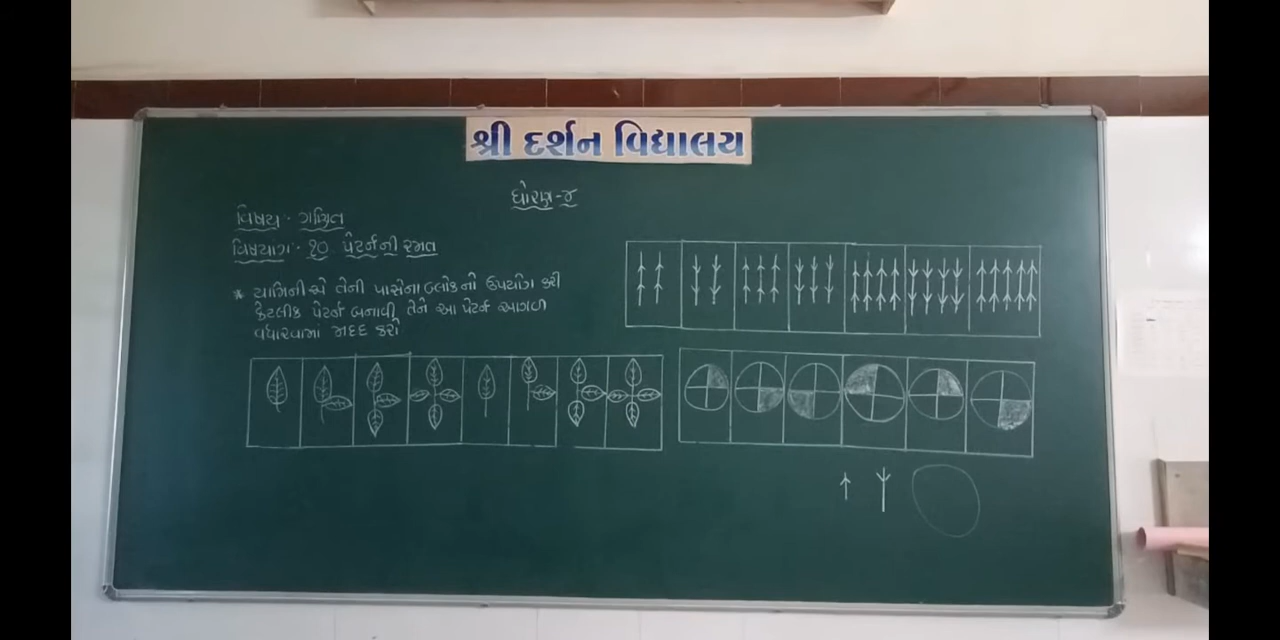 શ્રી દર્શન વિદ્યાલય
ધોરણ-૪
વિષય - ગણિત
વિષયાંગ - ૧૦ પેટર્નની રમત
* યાગિનીએ તેની પાસેના બ્લોકનો ઉપયોગ કરી
કેટલીક પેટર્ન બનાવી તેને આ પેટર્ન આગળ
વધારવામાં મદદ કરો